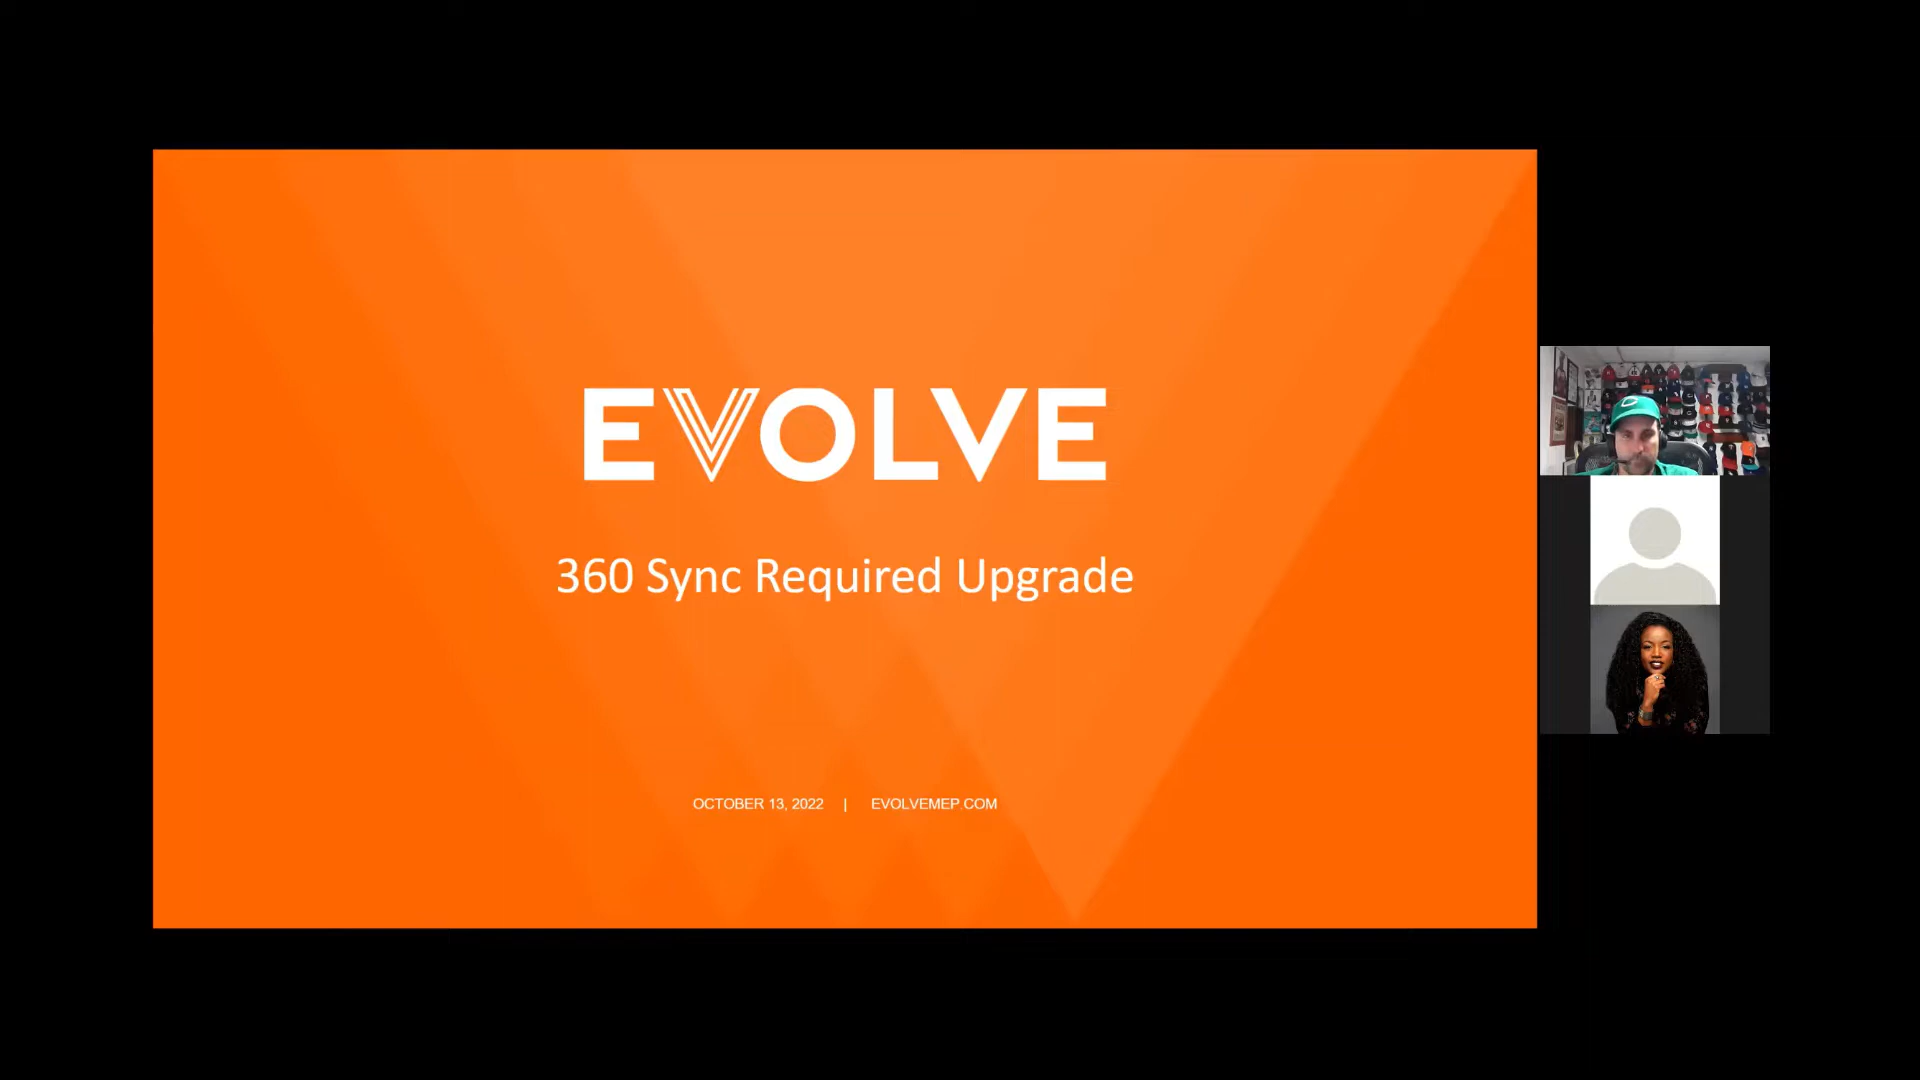 EVOLVE
360 Sync Required Upgrade
OCTOBER 13, 2022 | EVOLVEMEP.COM